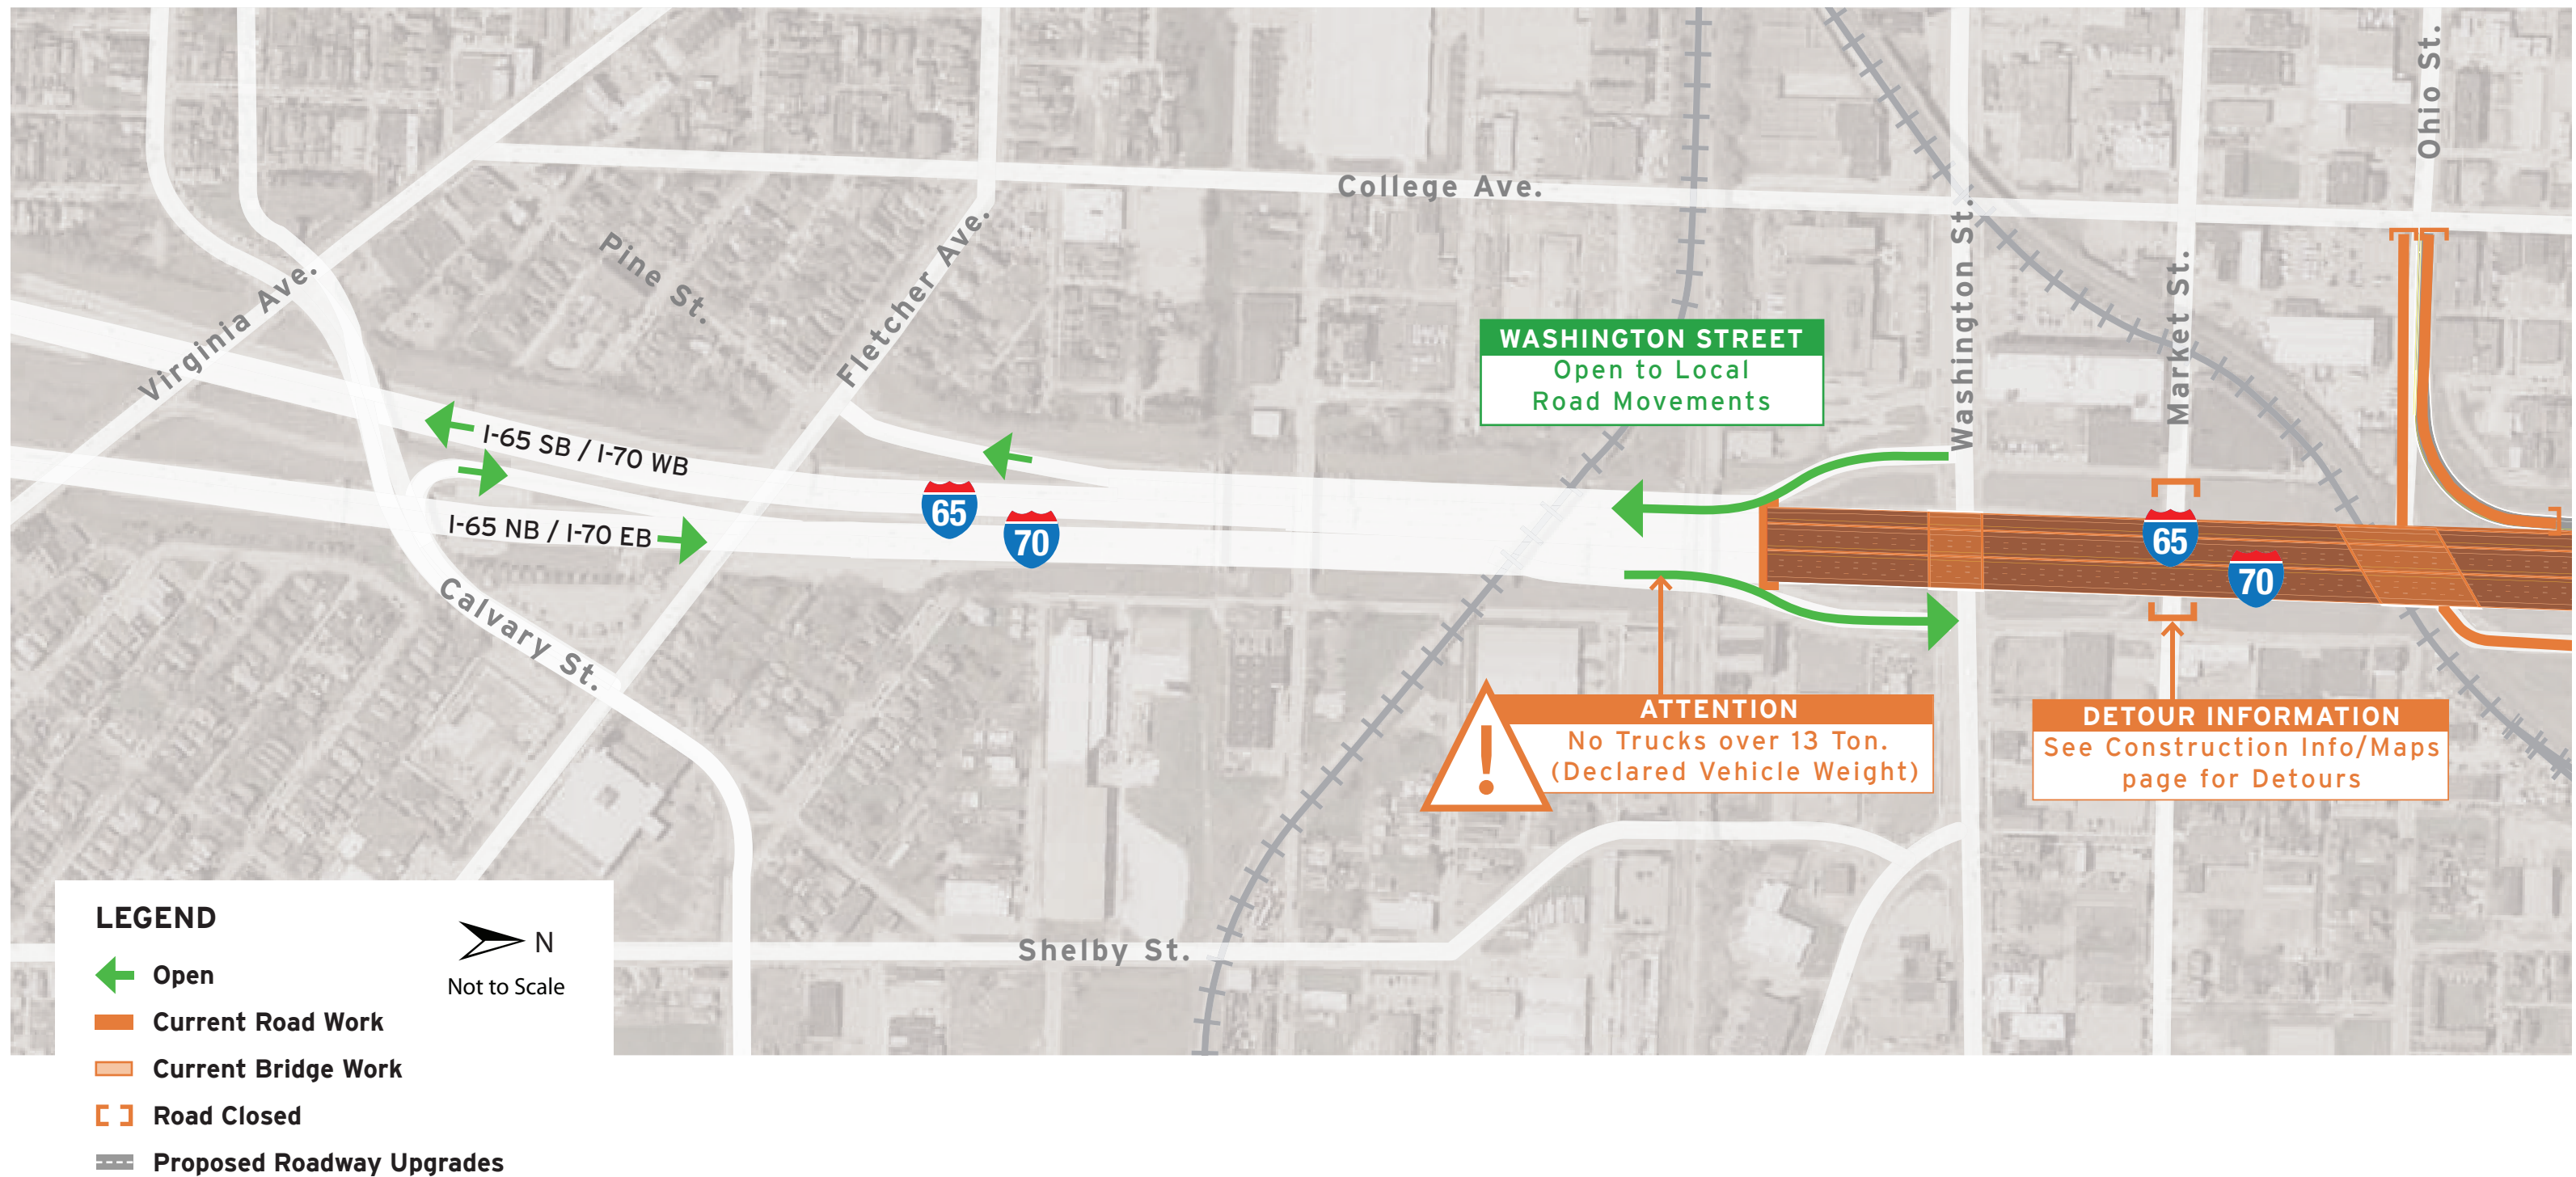 Ohio St.
College Ave.
Washington St.
Market St.
Pine St.
Fletcher Ave.
Virginia Ave.
WASHINGTON STREET
Open to Local
Road Movements
I-65 SB / I-70 WB
I-65 NB / I-70 EB
65
70
65
70
Calvary St.
ATTENTION
No Trucks over 13 Ton.
(Declared Vehicle Weight)
!
DETOUR INFORMATION
See Construction Info/Maps
page for Detours
Shelby St.
LEGEND
N
Not to Scale
Open
Current Road Work
Current Bridge Work
Road Closed
Proposed Roadway Upgrades